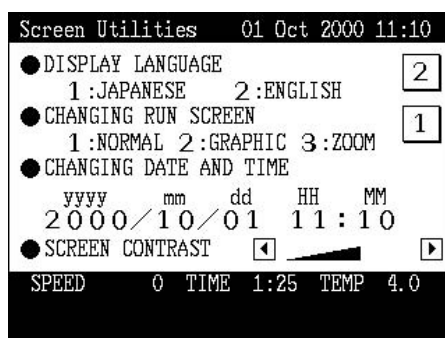 Screen Utilities 01 Oct 2000 11:10
●DISPLAY LANGUAGE 2
1:JAPANESE 2:ENGLISH
●CHANGING RUN SCREEN 1
1:NORMAL 2:GRAPHIC 3:ZOOM
●CHANGING DATE AND TIME
yyyy mm dd HH MM
2000/10/01 11:10
●SCREEN CONTRAST
SPEED 0 TIME 1:25 TEMP 4.0